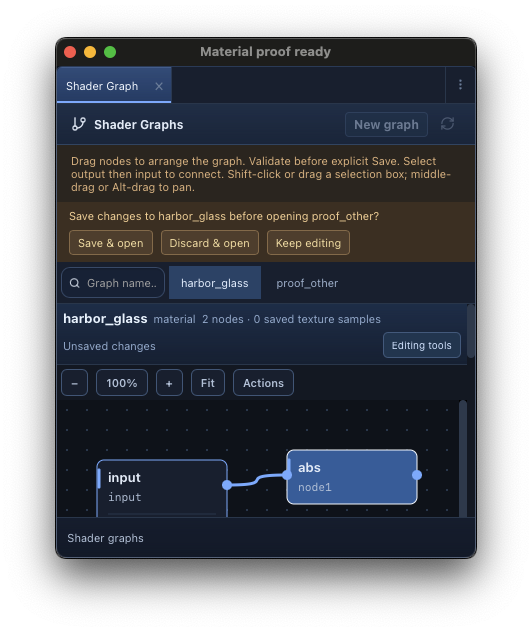 Material proof ready
Shader Graph
Shader Graphs
New graph
Drag nodes to arrange the graph. Validate before explicit Save. Select
output then input to connect. Shift-click or drag a selection box; middle-
drag or Alt-drag to pan.
Save changes to harbor_glass before opening proof_other?
Save & open
Discard & open
Keep editing
Graph name..
harbor_glass
proof_other
harbor_glass material 2 nodes · 0 saved texture samples
Unsaved changes
Editing tools
−
100%
+
Fit
Actions
input
input
abs
node1
Shader graphs